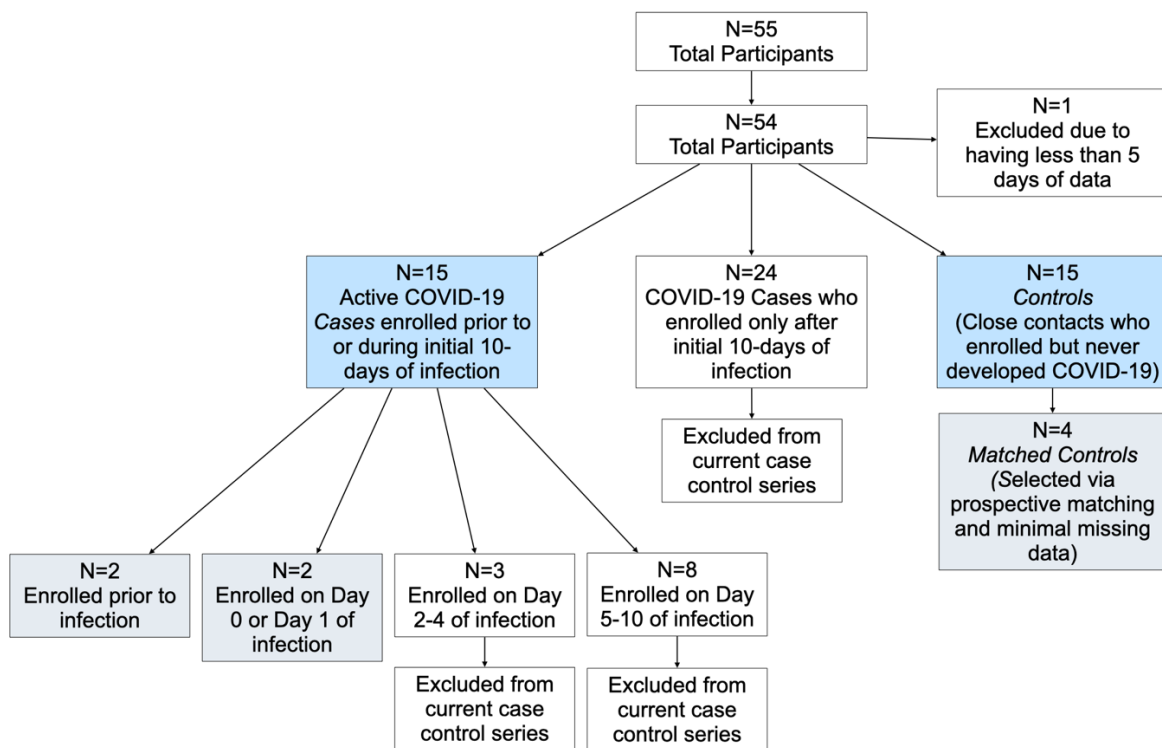 N=55
Total Participants
N=54
Total Participants
N=1
Excluded due to
having less than 5
days of data
N=15
Active COVID-19
Cases enrolled prior to
or during initial 10-
days of infection
N=24
COVID-19 Cases who
enrolled only after
initial 10-days of
infection
N=15
Controls
(Close contacts who
enrolled but never
developed COVID-19)
Excluded from
current case
control series
N=4
Matched Controls
(Selected via
prospective matching
and minimal missing
data)
N=2
Enrolled prior to
infection
N=2
Enrolled on Day
0 or Day 1 of
infection
N=3
Enrolled on Day
2-4 of infection
N=8
Enrolled on Day
5-10 of infection
Excluded from
current case
control series
Excluded from
current case
control series